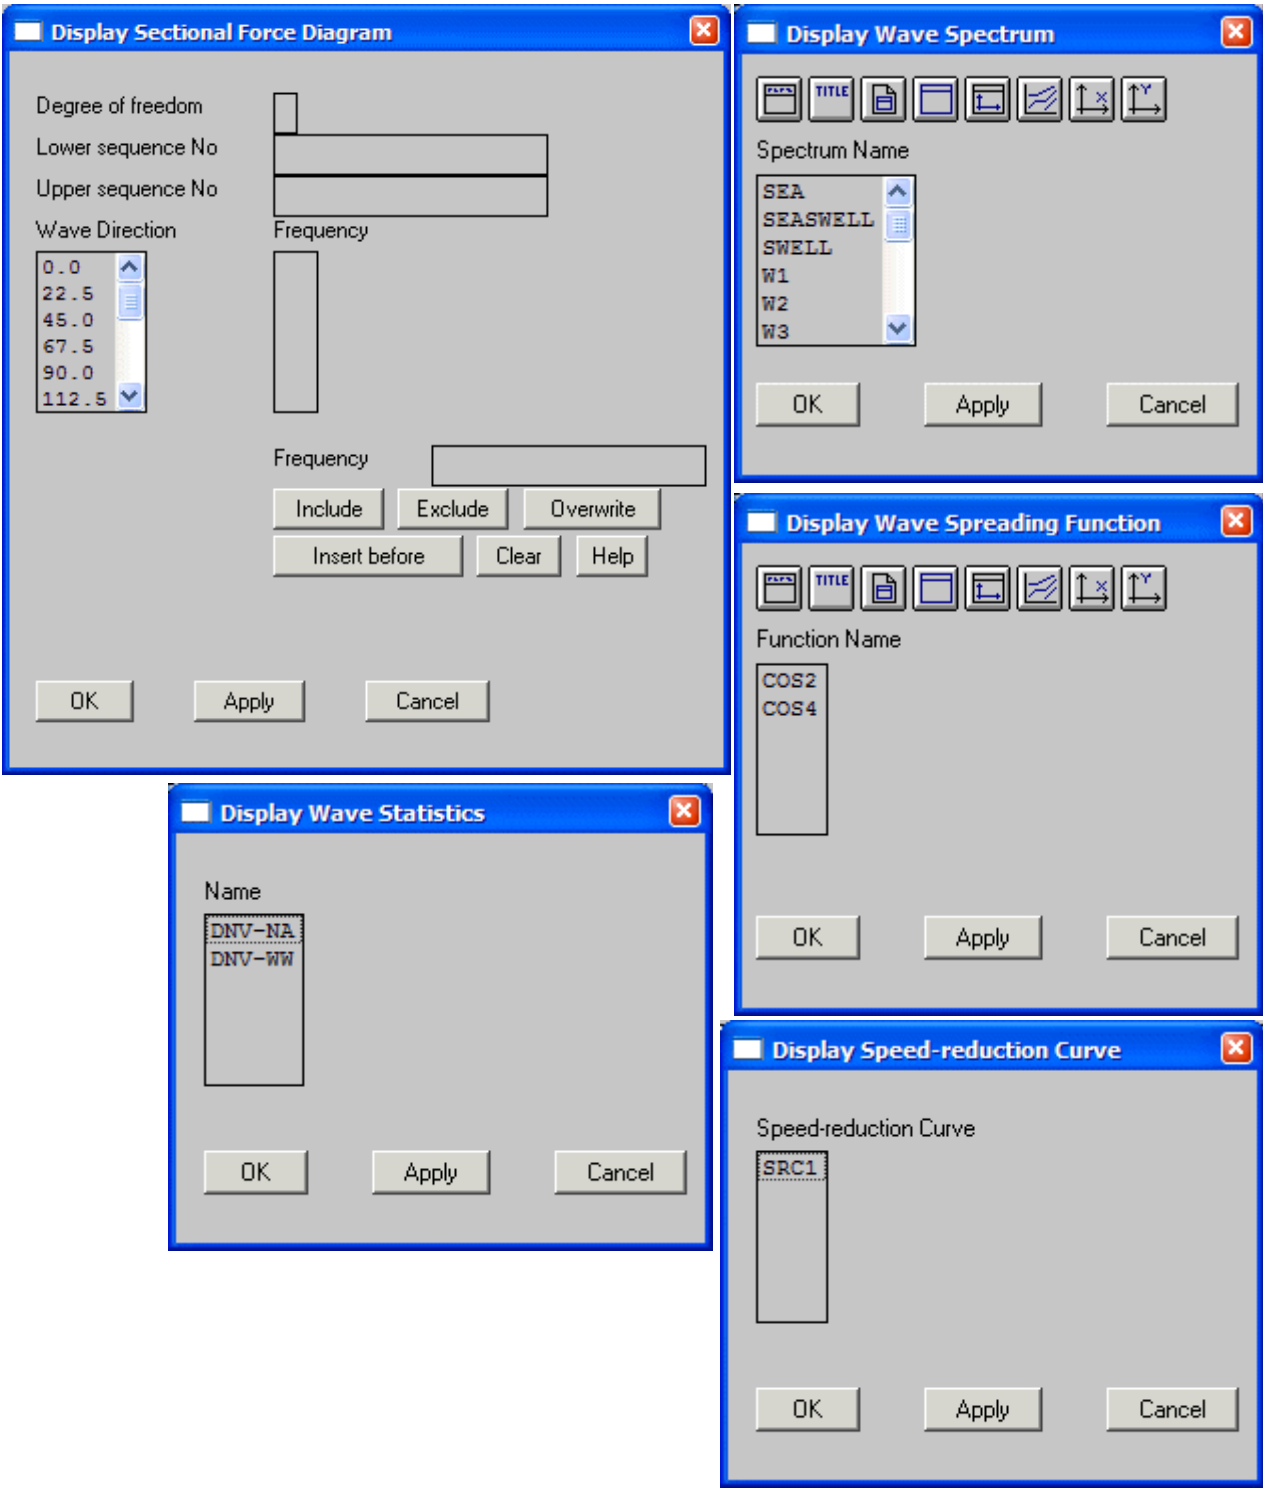 Display Sectional Force Diagram
Degree of freedom
Lower sequence No
Upper sequence No
Wave Direction
Frequency
0.0
22.5
45.0
67.5
90.0
112.5
Frequency
Include Exclude Overwrite
Insert before Clear Help
OK Apply Cancel
Display Wave Spectrum
TITLE X Y
Spectrum Name
SEA
SEASWELL
SWELL
W1
W2
W3
OK Apply Cancel
Display Wave Spreading Function
TITLE X Y
Function Name
COS2
COS4
OK Apply Cancel
Display Wave Statistics
Name
DNV-NA
DNV-WW
OK Apply Cancel
Display Speed-reduction Curve
Speed-reduction Curve
SRC1
OK Apply Cancel